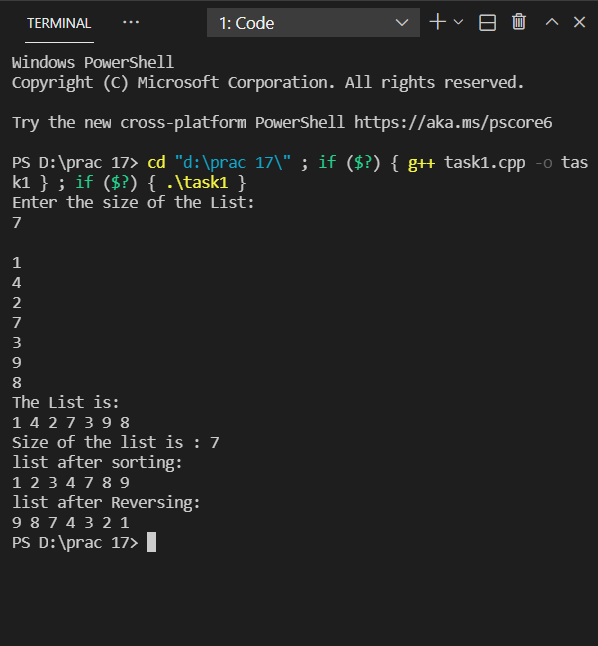 TERMINAL ... 1: Code
Windows PowerShell
Copyright (C) Microsoft Corporation. All rights reserved.
Try the new cross-platform PowerShell https://aka.ms/pscore6
PS D:\prac 17> cd "d:\prac 17\" ; if ($?) { g++ task1.cpp -o tas
k1 } ; if ($?) { .\task1 }
Enter the size of the List:
7
1
4
2
7
3
9
8
The List is:
1 4 2 7 3 9 8
Size of the list is : 7
list after sorting:
1 2 3 4 7 8 9
list after Reversing:
9 8 7 4 3 2 1
PS D:\prac 17>